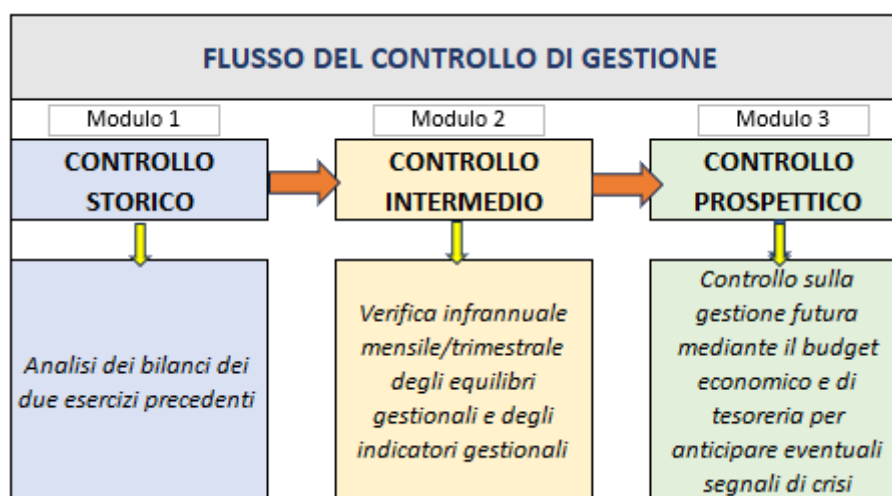 FLUSSO DEL CONTROLLO DI GESTIONE
Modulo 1
CONTROLLO
STORICO
Analisi dei bilanci dei
due esercizi precedenti
Modulo 2
CONTROLLO
INTERMEDIO
Verifica infrannuale
mensile/trimestrale
degli equilibri
gestionali e degli
indicatori gestionali
Modulo 3
CONTROLLO
PROSPETTICO
Controllo sulla
gestione futura
mediante il budget
economico e di
tesoreria per
anticipare eventuali
segnali di crisi